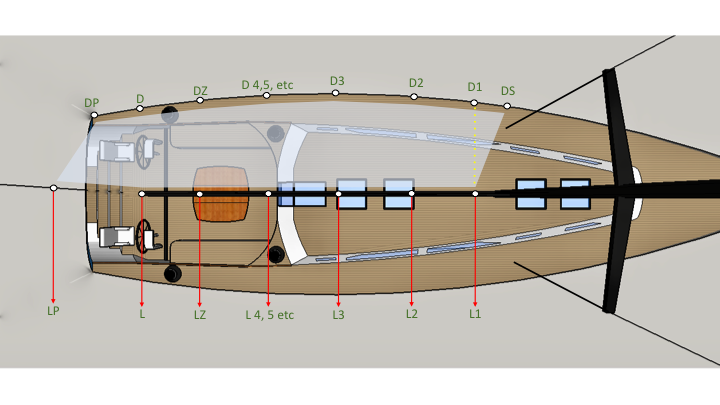 DP D DZ D 4,5, etc D3 D2 D1 DS
LP L LZ L 4, 5 etc L3 L2 L1